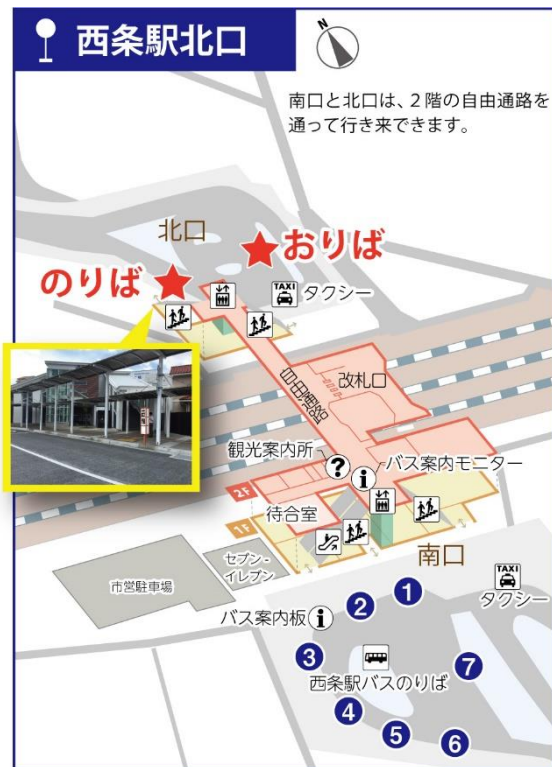 西条駅北口
N
南口と北口は、2階の自由通路を
通って行き来できます。
北口
おりば
のりば
TAXI
タクシー
自由通路
改札口
観光案内所
?
i
バス案内モニター
2F
待合室
1F
南口
セブン-
イレブン
市営駐車場
TAXI
タクシー
バス案内板
i
1
2
3
7
西条駅バスのりば
4
5
6